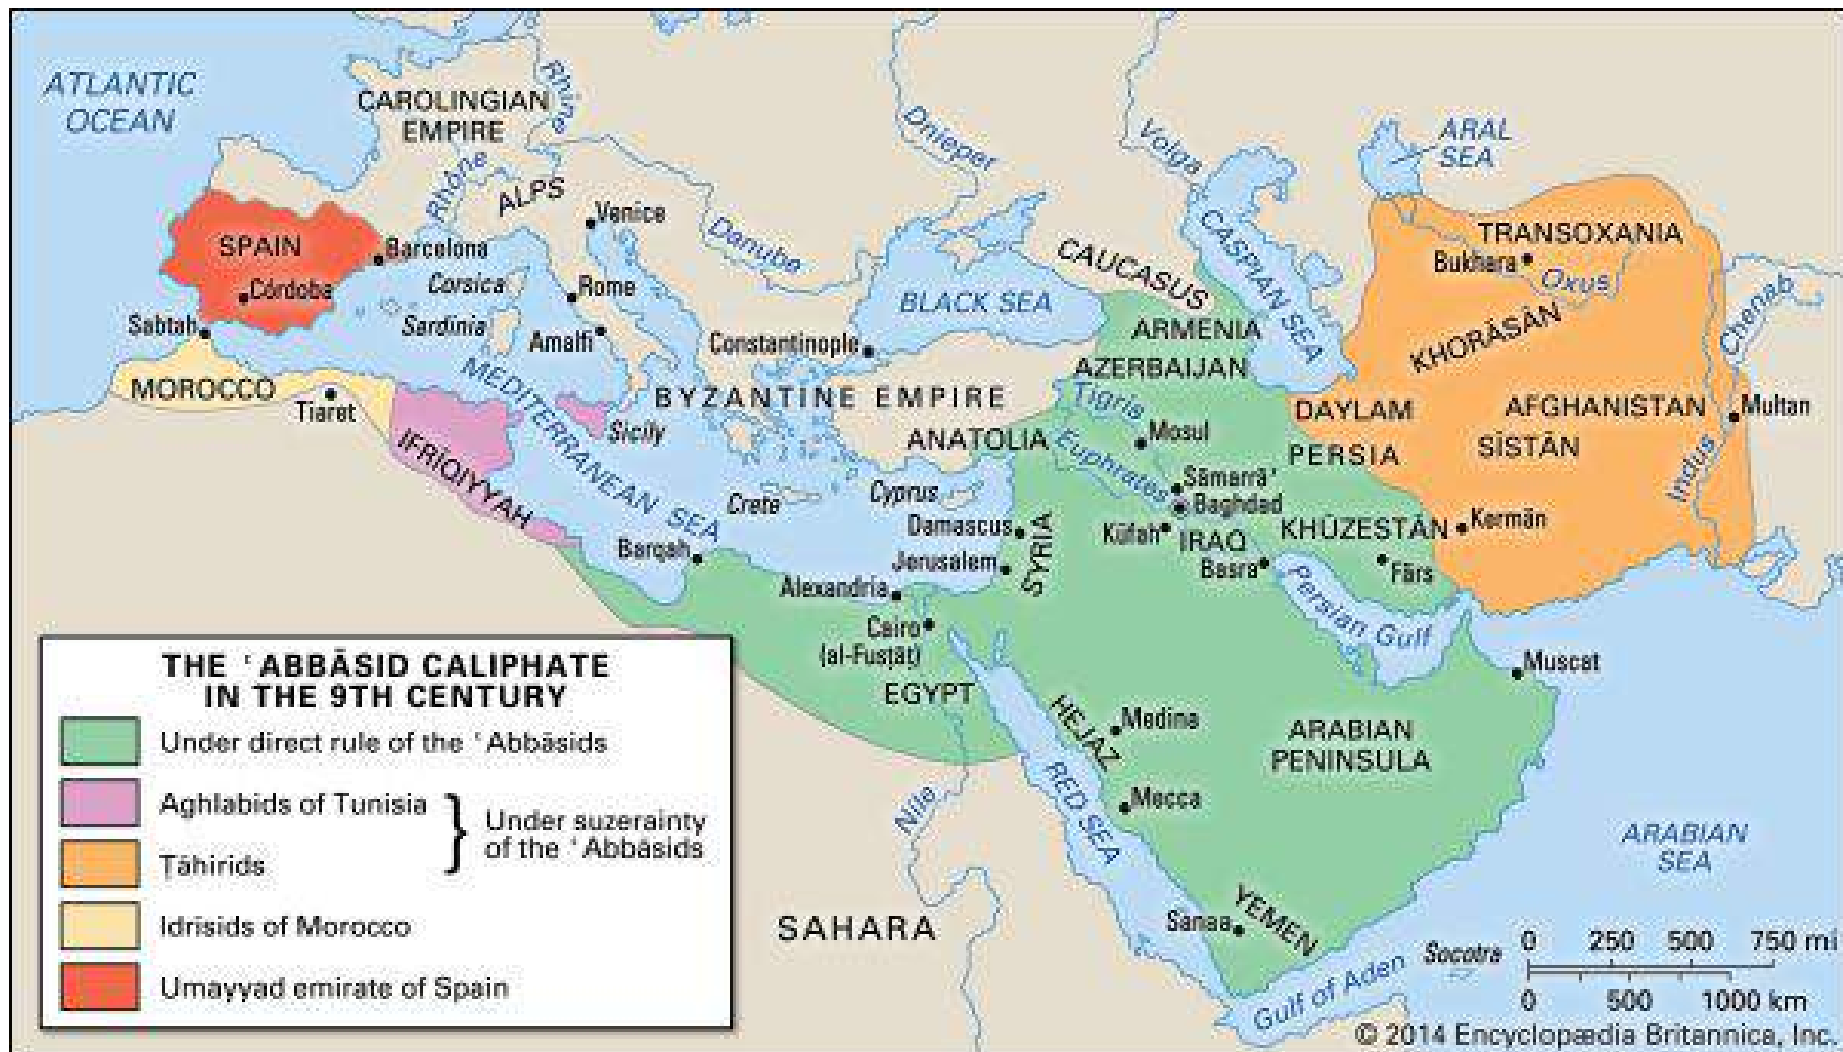 ATLANTIC
OCEAN
CAROLINGIAN
EMPIRE
Rhine
Rhône
ALPS
Venice
Danube
Dnieper
Volga
ARAL
SEA
SPAIN
Córdoba
Barcelona
Corsica
Sardinia
Rome
Amalfi
Sabtah
MOROCCO
Tiaret
MEDITERRANEAN SEA
IFRĪQIYYAH
Sicily
Constantinople
BLACK SEA
CAUCASUS
CASPIAN SEA
ARMENIA
AZERBAIJAN
BYZANTINE EMPIRE
ANATOLIA
Tigris
Euphrates
Mosul
Sāmarrā'
Baghdad
Kūfah
IRAQ
Basra
Crete
Cyprus
Damascus
Jerusalem
SYRIA
Barqah
Alexandria
Cairo
(al-Fusṭāṭ)
EGYPT
TRANSOXANIA
Bukhara
Oxus
KHORĀSĀN
Chenab
DAYLAM
PERSIA
AFGHANISTAN
SĪSTĀN
Multan
Indus
KHŪZESTĀN
Kermān
Fārs
Persian Gulf
Muscat
HEJAZ
Medina
Mecca
RED SEA
ARABIAN
PENINSULA
Nile
SAHARA
YEMEN
Sanaa
Gulf of Aden
Socotra
ARABIAN
SEA
THE ʿABBĀSID CALIPHATE
IN THE 9TH CENTURY
Under direct rule of the ʿAbbāsids
Aghlabids of Tunisia
Ṭāhirids
Under suzerainty
of the ʿAbbāsids
Idrisids of Morocco
Umayyad emirate of Spain
0 250 500 750 mi
0 500 1000 km
© 2014 Encyclopædia Britannica, Inc.